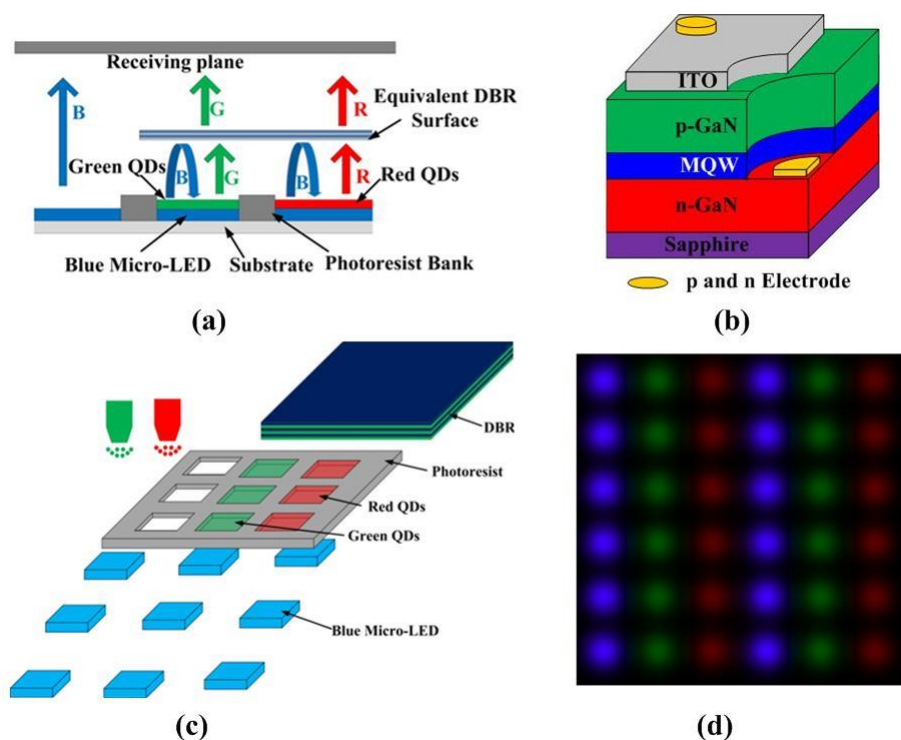 Receiving plane
B
G
R
Equivalent DBR
Surface
Green QDs
B
G
B
R
Red QDs
Blue Micro-LED
Substrate
Photoresist Bank
(a)
ITO
p-GaN
MQW
n-GaN
Sapphire
p and n Electrode
(b)
DBR
Photoresist
Red QDs
Green QDs
Blue Micro-LED
(c)
(d)